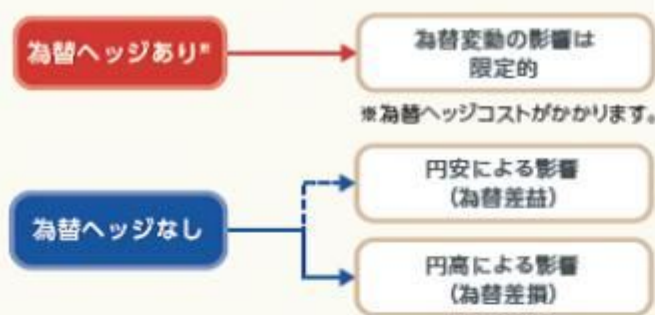 為替ヘッジあり※
為替変動の影響は
限定的
※為替ヘッジコストがかかります。
円安による影響
(為替差益)
為替ヘッジなし
円高による影響
(為替差損)